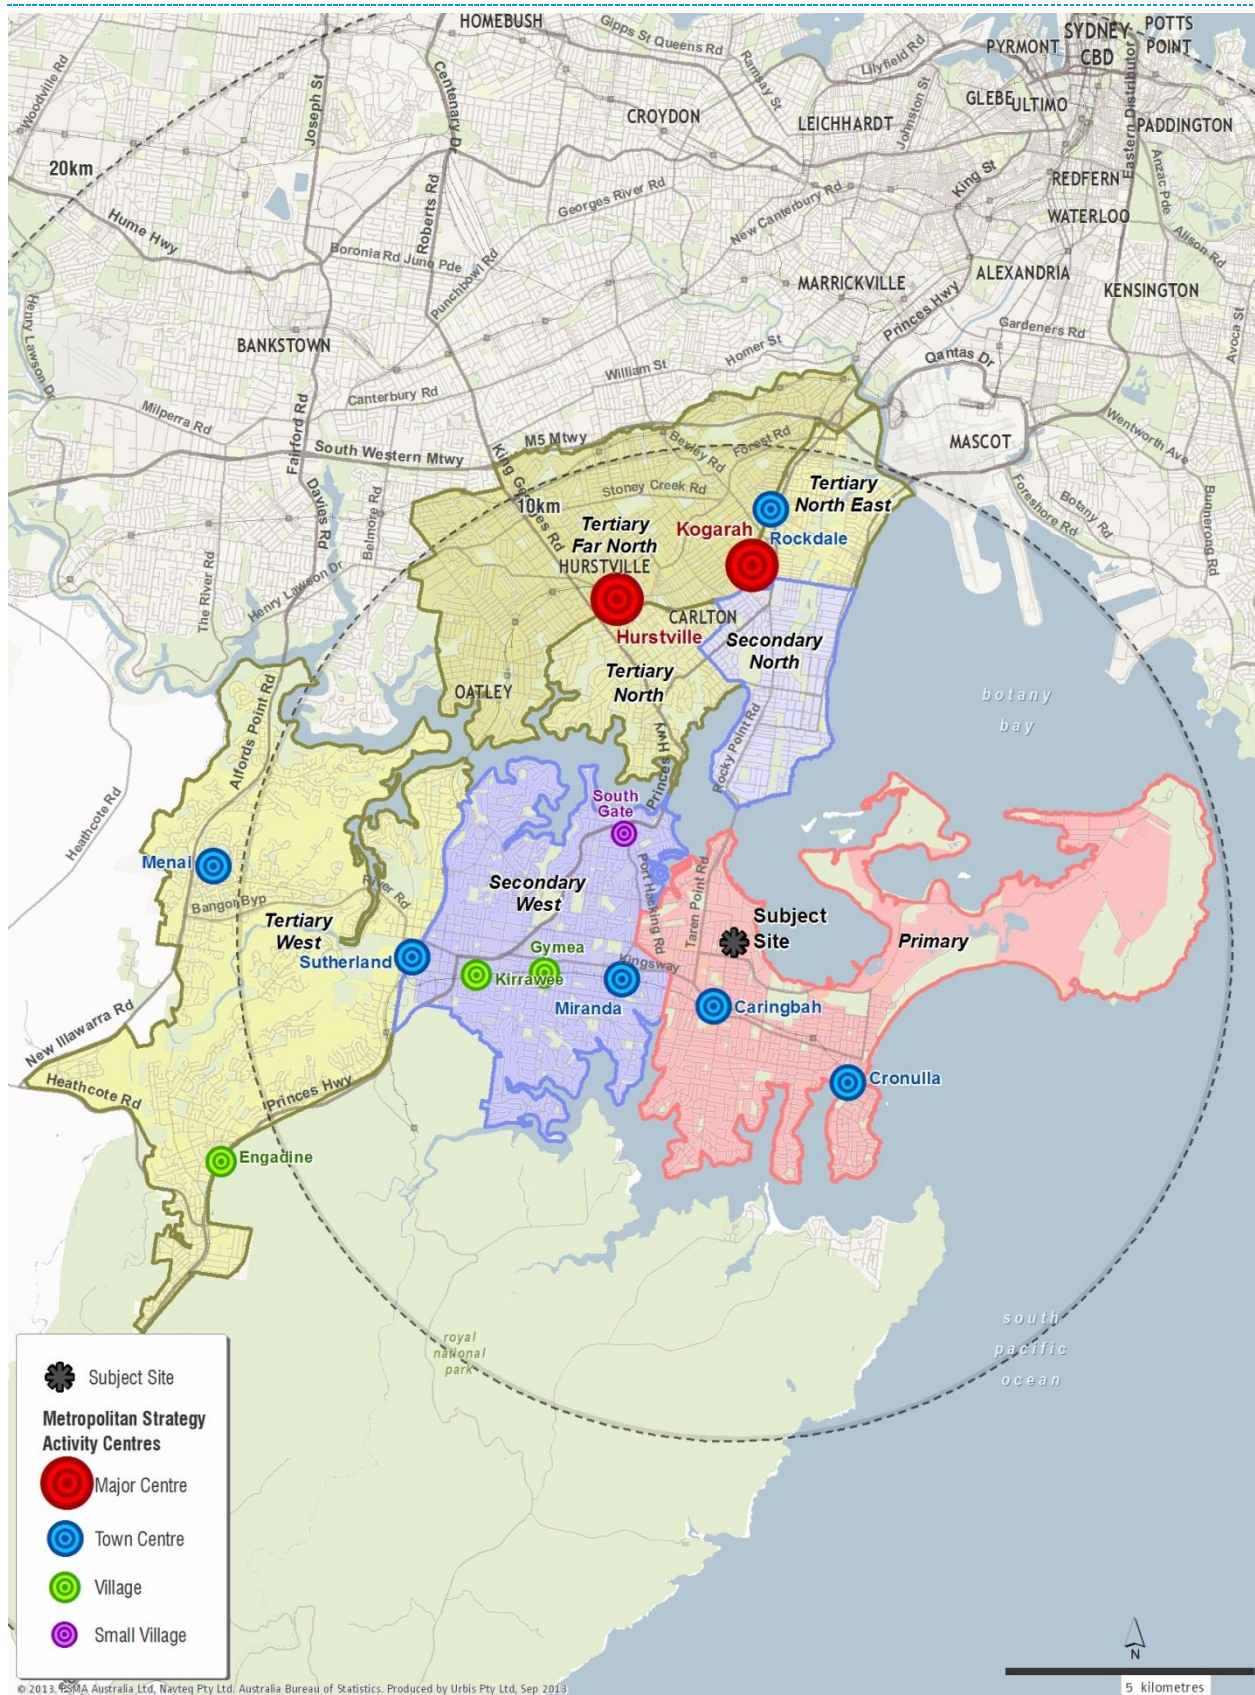 HOMEBUSH
Gipps St Queens Rd
Ramsay St
Lilyfield Rd
PYRMONT
SYDNEY
CBD
POTTS
POINT
Woodville Rd
Joseph St
Centenary Dr
CROYDON
LEICHHARDT
Johnston St
GLEBE
ULTIMO
Eastern Distributor
PADDINGTON
20km
Roberts Rd
Georges River Rd
King St
REDFERN
Anzac Pde
Hume Hwy
New Canterbury Rd
WATERLOO
Alison Rd
Boronia Rd Juno Pde
Punchbowl Rd
MARRICKVILLE
Princes Hwy
ALEXANDRIA
KENSINGTON
Henry Lawson Dr
BANKSTOWN
Homer St
Gardeners Rd
Avoca St
William St
Qantas Dr
Canterbury Rd
Milperra Rd
Fairford Rd
South Western Mtwy
M5 Mtwy
Bexley Rd
Forest Rd
MASCOT
Wentworth Ave
King Georges Rd
Stoney Creek Rd
Davies Rd
Belmore Rd
10km
Tertiary
North East
Foreshore Rd
Botany Rd
Bunnerong Rd
Tertiary
Far North
HURSTVILLE
Kogarah
Rockdale
The River Rd
Henry Lawson Dr
CARLTON
Hurstville
Secondary
North
Tertiary
North
OATLEY
botany
bay
Alfords Point Rd
Princes Hwy
Rocky Point Rd
Heathcote Rd
South
Gate
Menai
Bangor Byp
River Rd
Secondary
West
Port Hacking Rd
Taren Point Rd
Subject
Site
Primary
Tertiary
West
Sutherland
Gymea
Kirrawee
Kingsway
Miranda
Caringbah
New Illawarra Rd
Heathcote Rd
Princes Hwy
Cronulla
Engadine
royal
national
park
south
pacific
ocean
Subject Site
Metropolitan Strategy
Activity Centres
Major Centre
Town Centre
Village
Small Village
N
5 kilometres
© 2013. PSMA Australia Ltd, Navteq Pty Ltd. Australia Bureau of Statistics. Produced by Urbis Pty Ltd, Sep 2013